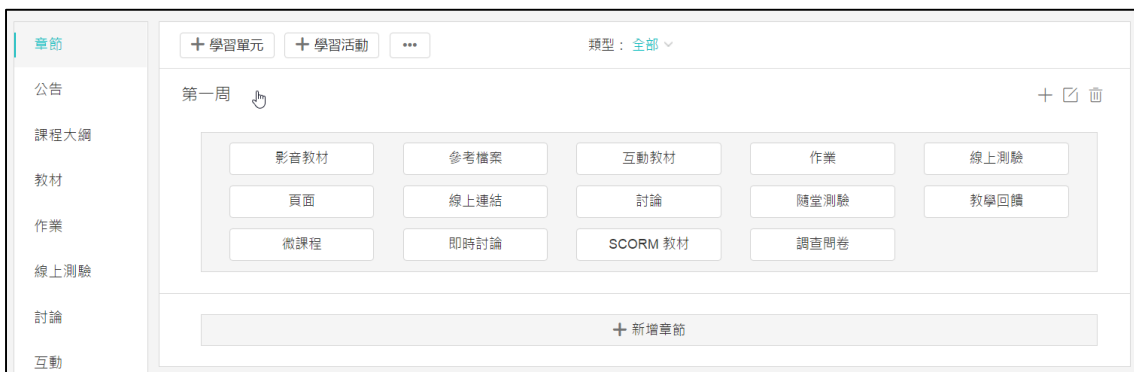 章節
公告
課程大綱
教材
作業
線上測驗
討論
互動
+ 學習單元 + 學習活動 •••
類型： 全部
第一周
影音教材 參考檔案 互動教材 作業 線上測驗
頁面 線上連結 討論 隨堂測驗 教學回饋
微課程 即時討論 SCORM 教材 調查問卷
+ 新增章節